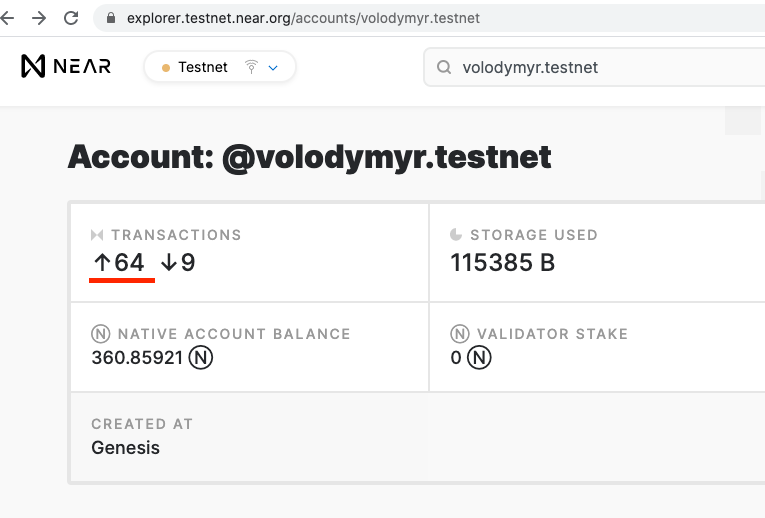 explorer.testnet.near.org/accounts/volodymyr.testnet
NEAR
Testnet
volodymyr.testnet
Account: @volodymyr.testnet
TRANSACTIONS
↑64 ↓9
STORAGE USED
115385 B
NATIVE ACCOUNT BALANCE
360.85921 Ⓝ
VALIDATOR STAKE
0 Ⓝ
CREATED AT
Genesis